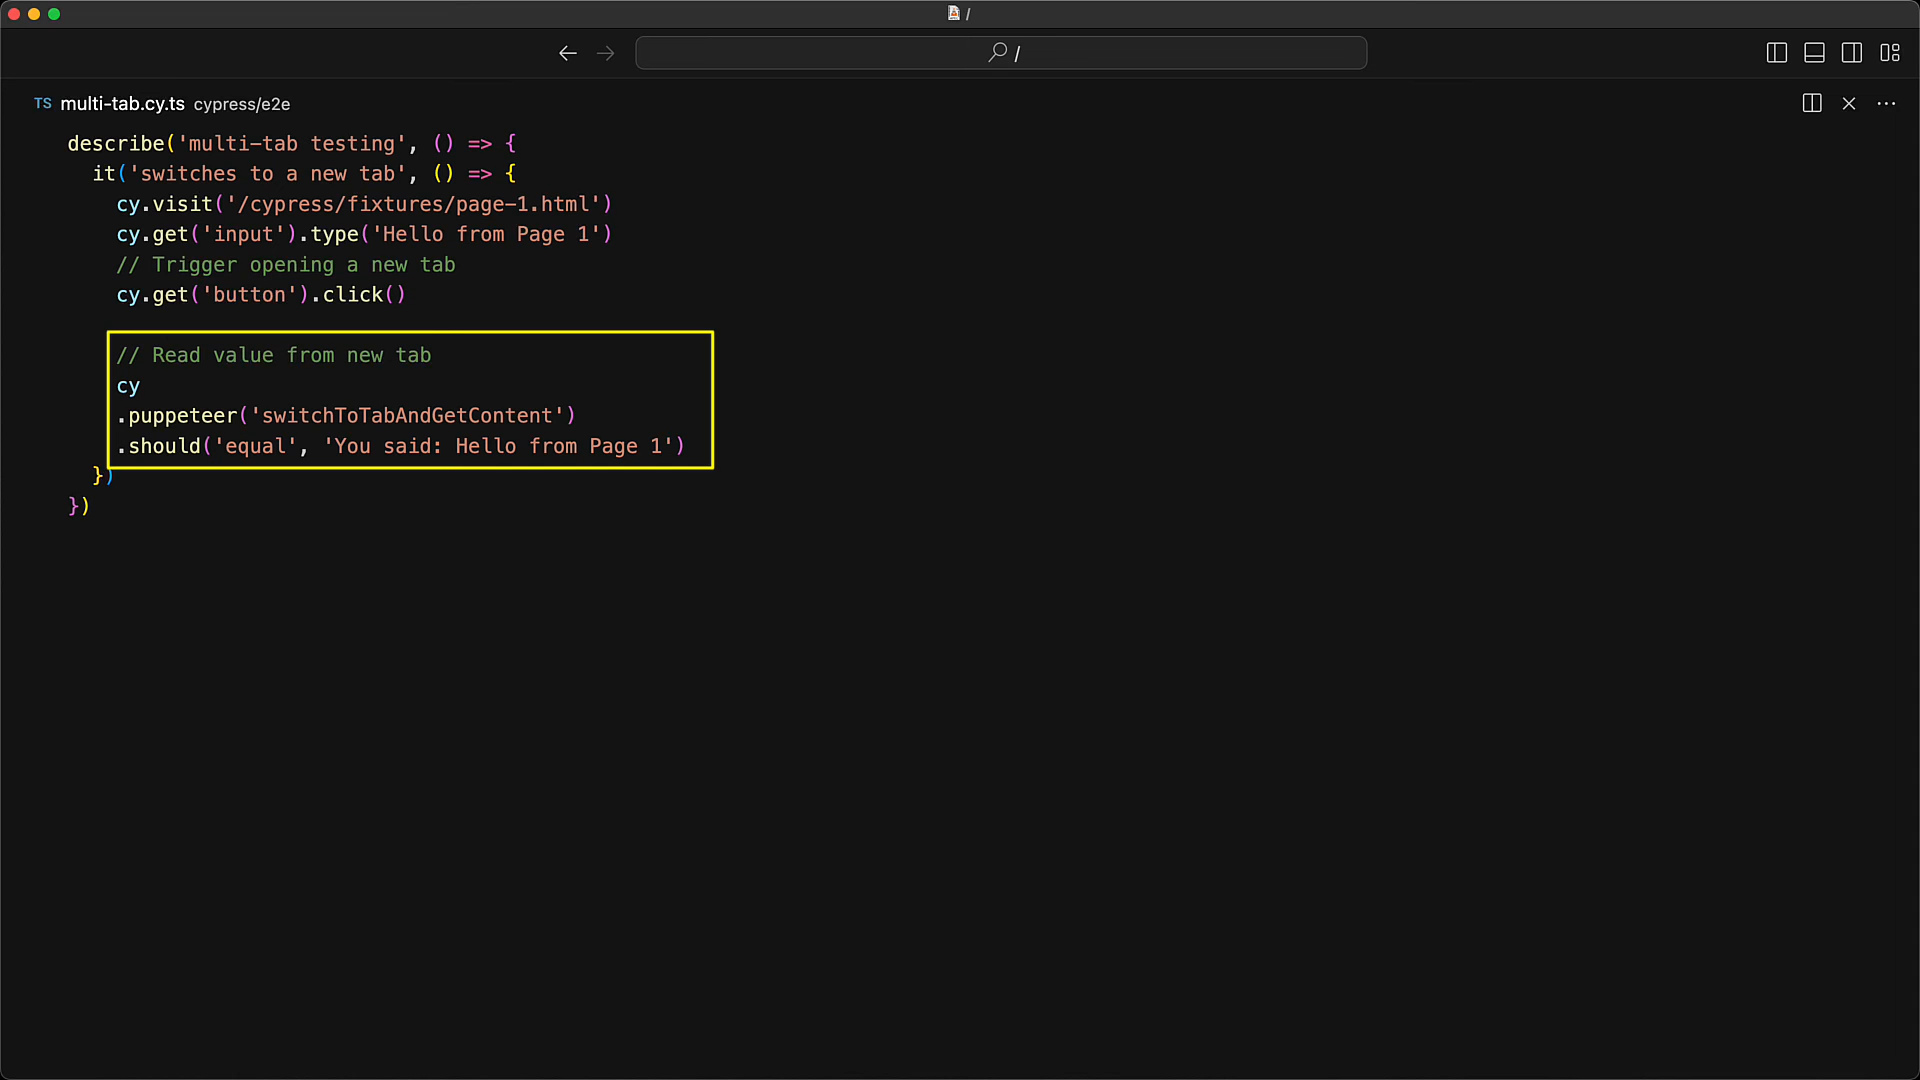 /
/
TS multi-tab.cy.ts cypress/e2e
describe('multi-tab testing', () => {
it('switches to a new tab', () => {
cy.visit('/cypress/fixtures/page-1.html')
cy.get('input').type('Hello from Page 1')
// Trigger opening a new tab
cy.get('button').click()
// Read value from new tab
cy
.puppeteer('switchToTabAndGetContent')
.should('equal', 'You said: Hello from Page 1')
})
})